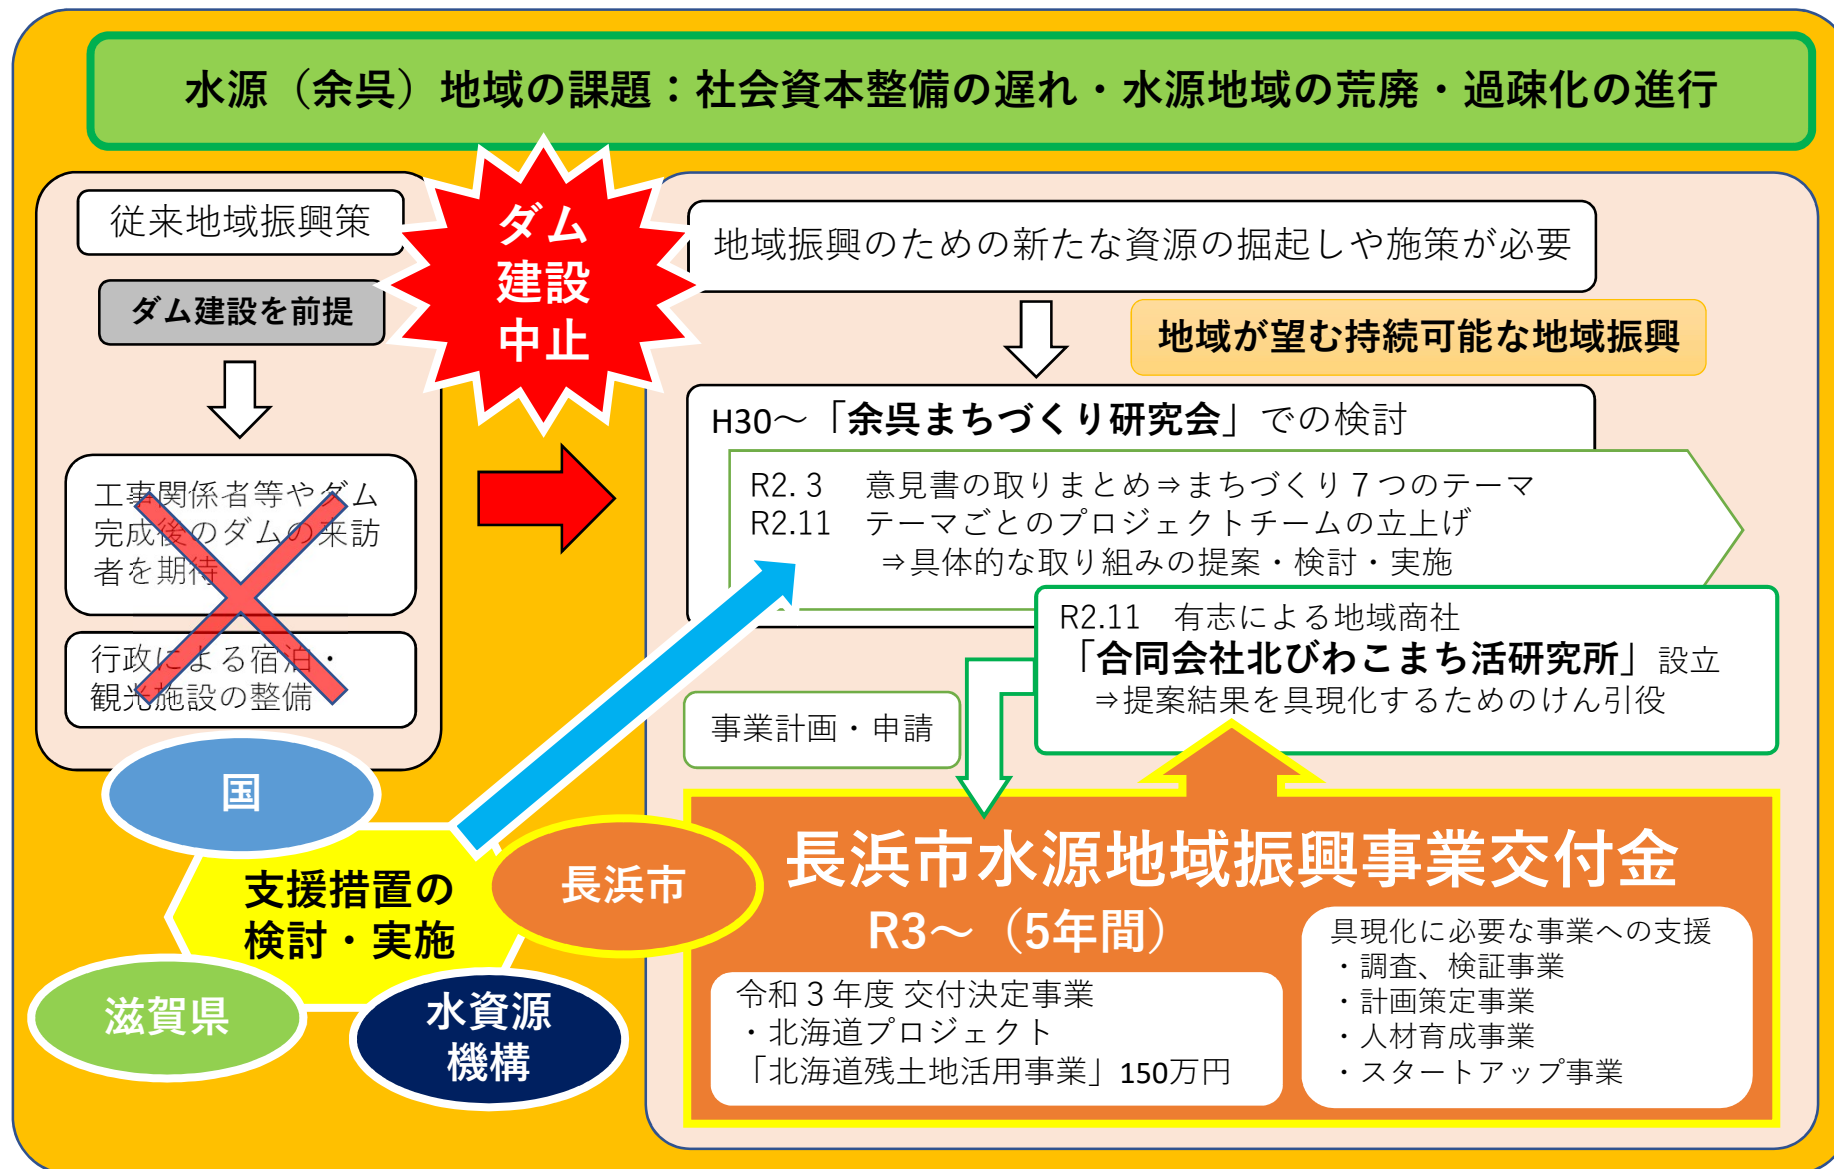 水源（余呉）地域の課題：社会資本整備の遅れ・水源地域の荒廃・過疎化の進行
従来地域振興策
ダム建設を前提
工事関係者等やダム
完成後のダムの来訪
者を期待
行政による宿泊・
観光施設の整備
ダム
建設
中止
地域振興のための新たな資源の掘起しや施策が必要
地域が望む持続可能な地域振興
H30～「余呉まちづくり研究会」での検討
R2. 3　意見書の取りまとめ⇒まちづくり７つのテーマ
R2.11　テーマごとのプロジェクトチームの立上げ
⇒具体的な取り組みの提案・検討・実施
R2.11　有志による地域商社
「合同会社北びわこまち活研究所」設立
⇒提案結果を具現化するためのけん引役
事業計画・申請
国
支援措置の
検討・実施
長浜市
滋賀県
水資源
機構
長浜市水源地域振興事業交付金
R3～（5年間）
令和３年度 交付決定事業
・北海道プロジェクト
「北海道残土地活用事業」150万円
具現化に必要な事業への支援
・調査、検証事業
・計画策定事業
・人材育成事業
・スタートアップ事業